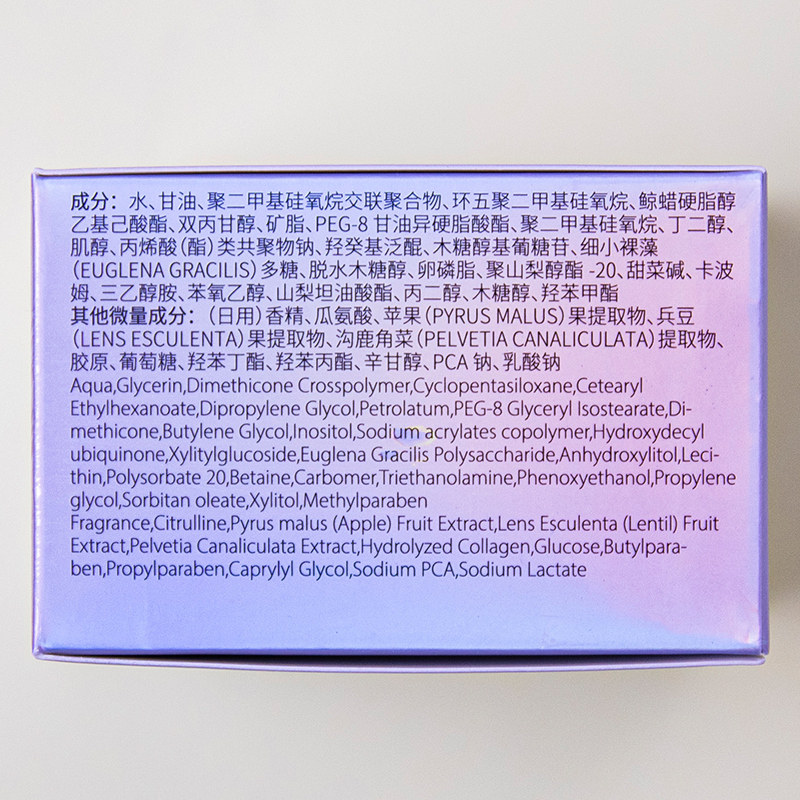 成分：水、甘油、聚二甲基硅氧烷交联聚合物、环五聚二甲基硅氧烷、鲸蜡硬脂醇
乙基己酸酯、双丙甘醇、矿脂、PEG-8 甘油异硬脂酸酯、聚二甲基硅氧烷、丁二醇、
肌醇、丙烯酸（酯）类共聚物钠、羟癸基泛醌、木糖醇基葡糖苷、细小裸藻
（EUGLENA GRACILIS）多糖、脱水木糖醇、卵磷脂、聚山梨醇酯 -20、甜菜碱、卡波
姆、三乙醇胺、苯氧乙醇、山梨坦油酸酯、丙二醇、木糖醇、羟苯甲酯
其他微量成分：（日用）香精、瓜氨酸、苹果（PYRUS MALUS）果提取物、兵豆
（LENS ESCULENTA）果提取物、沟鹿角菜（PELVETIA CANALICULATA）提取物、
胶原、葡萄糖、羟苯丁酯、羟苯丙酯、辛甘醇、PCA 钠、乳酸钠
Aqua,Glycerin,Dimethicone Crosspolymer,Cyclopentasiloxane,Cetearyl
Ethylhexanoate,Dipropylene Glycol,Petrolatum,PEG-8 Glyceryl Isostearate,Di-
methicone,Butylene Glycol,Inositol,Sodium acrylates copolymer,Hydroxydecyl
ubiquinone,Xylitylglucoside,Euglena Gracilis Polysaccharide,Anhydroxylitol,Leci-
thin,Polysorbate 20,Betaine,Carbomer,Triethanolamine,Phenoxyethanol,Propylene
glycol,Sorbitan oleate,Xylitol,Methylparaben
Fragrance,Citrulline,Pyrus malus (Apple) Fruit Extract,Lens Esculenta (Lentil) Fruit
Extract,Pelvetia Canaliculata Extract,Hydrolyzed Collagen,Glucose,Butylpara-
ben,Propylparaben,Caprylyl Glycol,Sodium PCA,Sodium Lactate